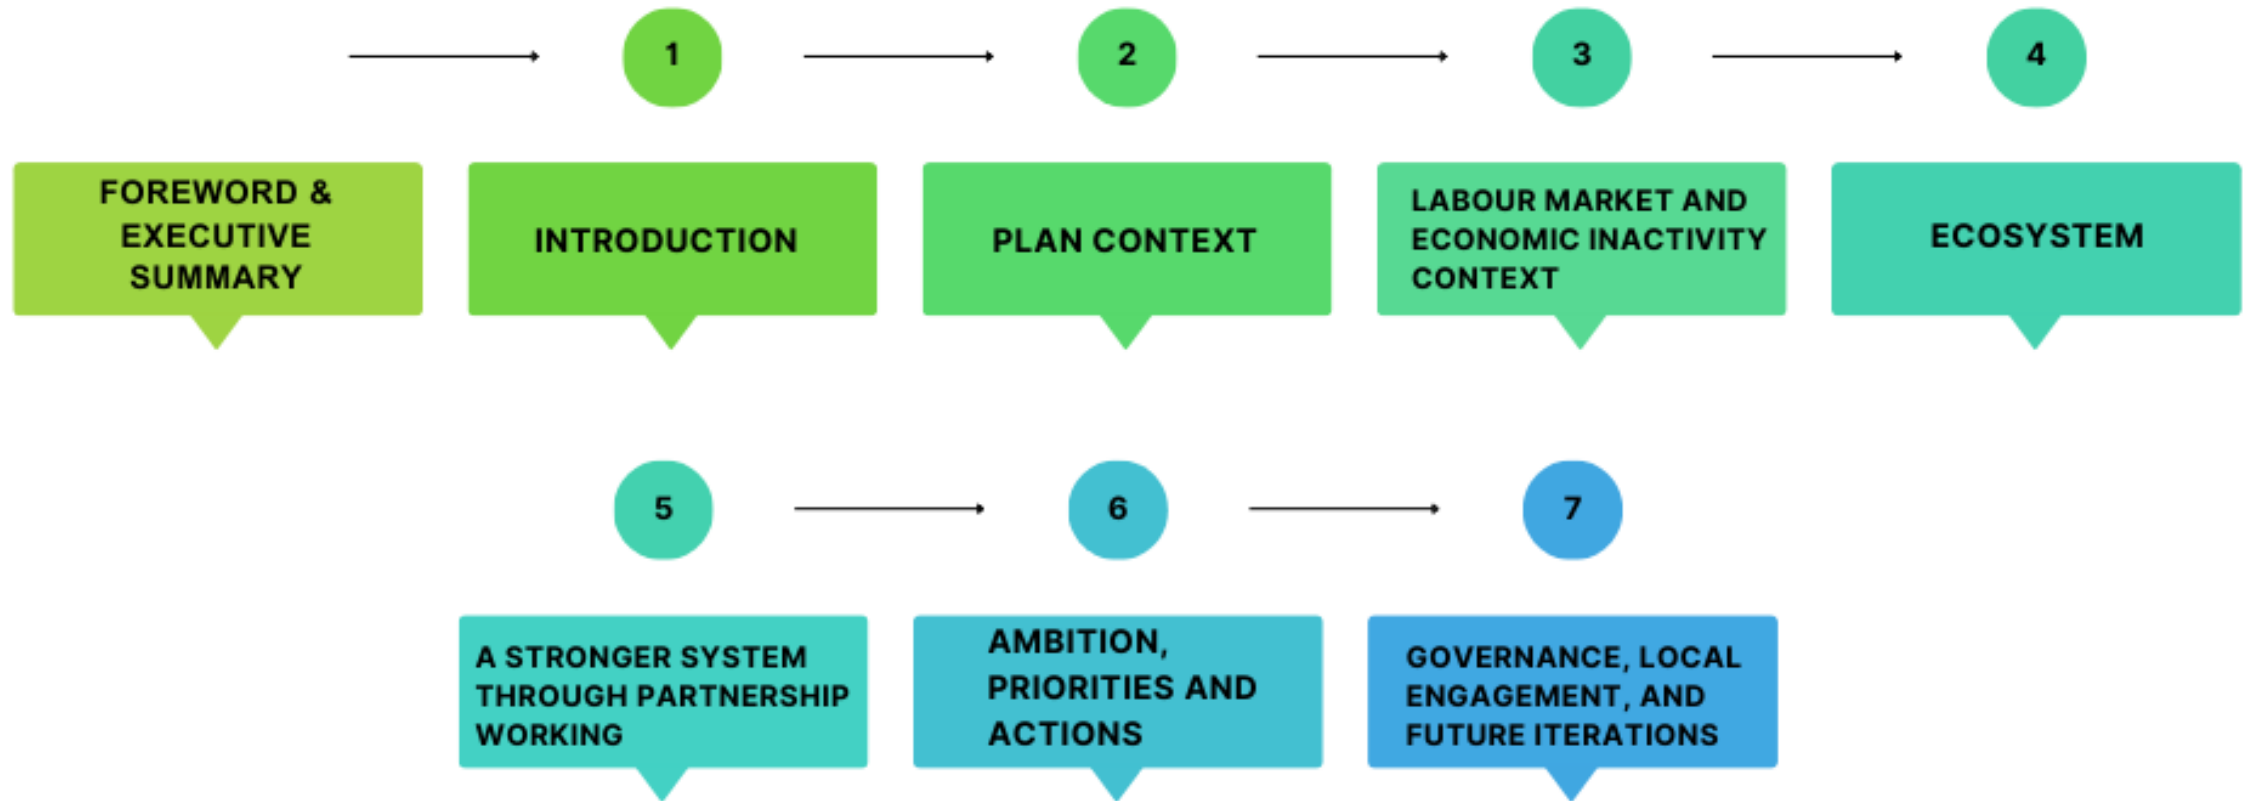 1
2
3
4
FOREWORD &
EXECUTIVE
SUMMARY
INTRODUCTION
PLAN CONTEXT
LABOUR MARKET AND
ECONOMIC INACTIVITY
CONTEXT
ECOSYSTEM
5
6
7
A STRONGER SYSTEM
THROUGH PARTNERSHIP
WORKING
AMBITION,
PRIORITIES AND
ACTIONS
GOVERNANCE, LOCAL
ENGAGEMENT, AND
FUTURE ITERATIONS